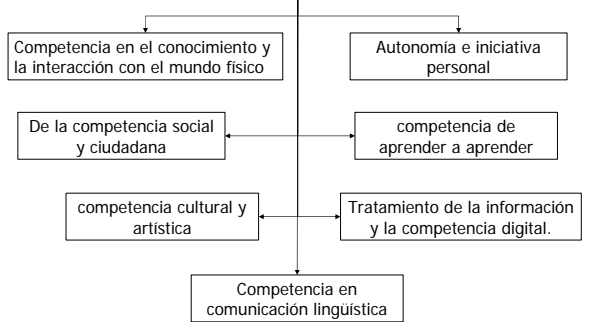 Competencia en el conocimiento y
la interacción con el mundo físico
Autonomía e iniciativa
personal
De la competencia social
y ciudadana
competencia de
aprender a aprender
competencia cultural y
artística
Tratamiento de la información
y la competencia digital.
Competencia en
comunicación lingüística